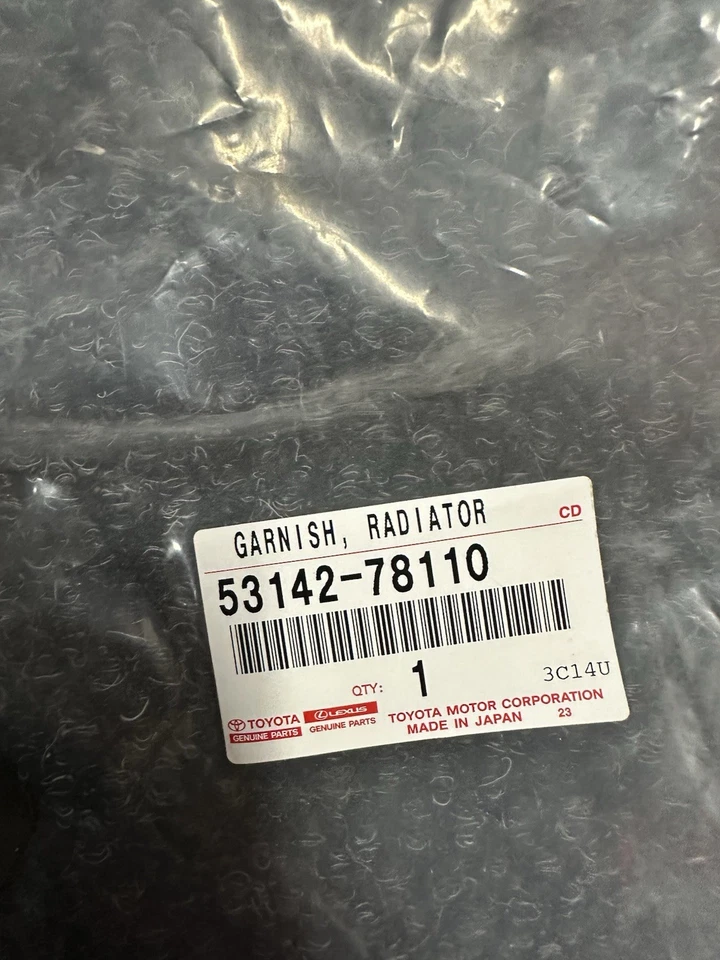 GARNISH, RADIATOR CD
53142-78110
QTY: 1 3C14U
TOYOTA LEXUS TOYOTA MOTOR CORPORATION
GENUINE PARTS GENUINE PARTS MADE IN JAPAN 23